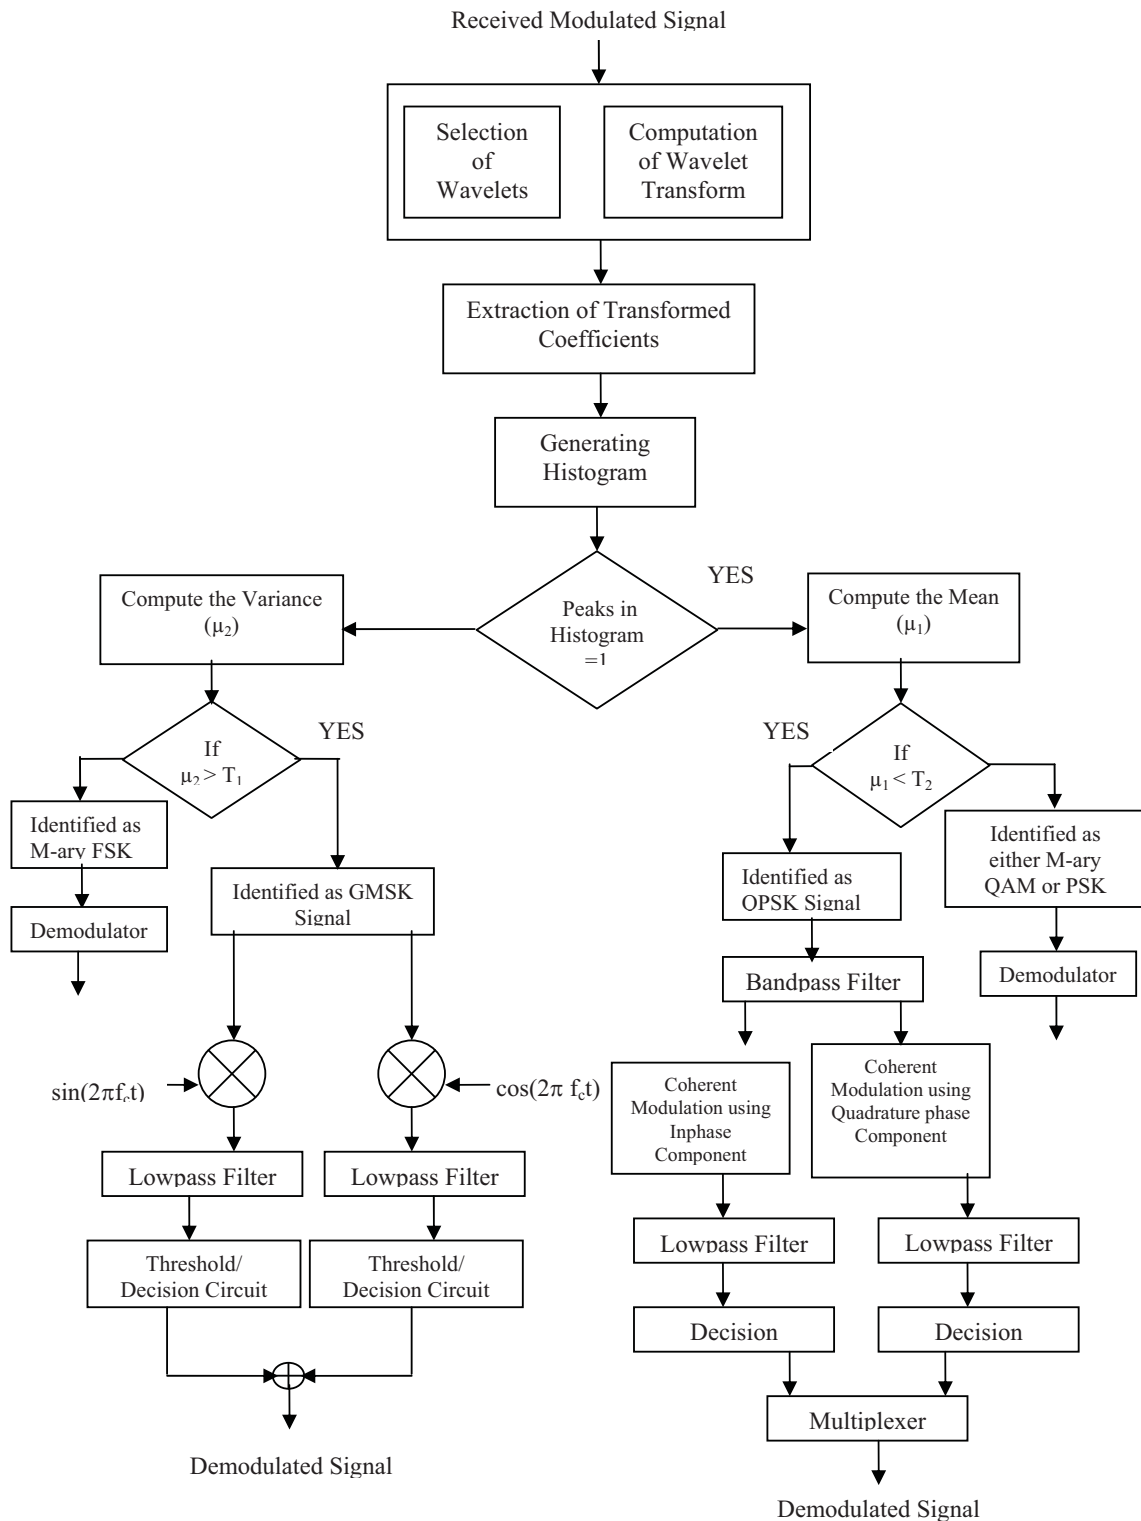 Received Modulated Signal
Selection
of
Wavelets
Computation
of Wavelet
Transform
Extraction of Transformed
Coefficients
Generating
Histogram
YES
Peaks in
Histogram
=1
Compute the Variance
(μ₂)
Compute the Mean
(μ₁)
YES
If
μ₂ > T₁
YES
If
μ₁ < T₂
Identified as
M-ary FSK
Demodulator
Identified as GMSK
Signal
Identified as
QPSK Signal
Identified as
either M-ary
QAM or PSK
Demodulator
Bandpass Filter
sin(2πf꜀t)
cos(2π f꜀t)
Coherent
Modulation using
Inphase
Component
Coherent
Modulation using
Quadrature phase
Component
Lowpass Filter
Lowpass Filter
Lowpass Filter
Lowpass Filter
Threshold/
Decision Circuit
Threshold/
Decision Circuit
Decision
Decision
Multiplexer
Demodulated Signal
Demodulated Signal